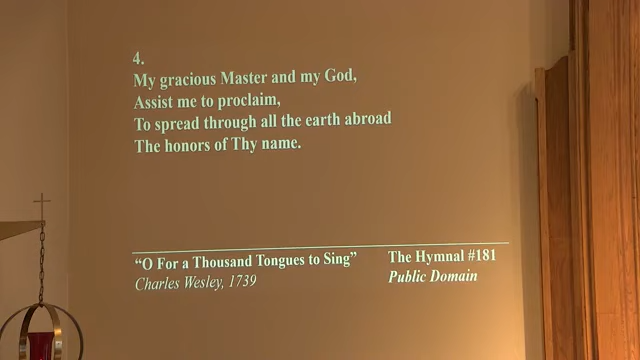 4.
My gracious Master and my God,
Assist me to proclaim,
To spread through all the earth abroad
The honors of Thy name.
“O For a Thousand Tongues to Sing”
Charles Wesley, 1739
The Hymnal #181
Public Domain